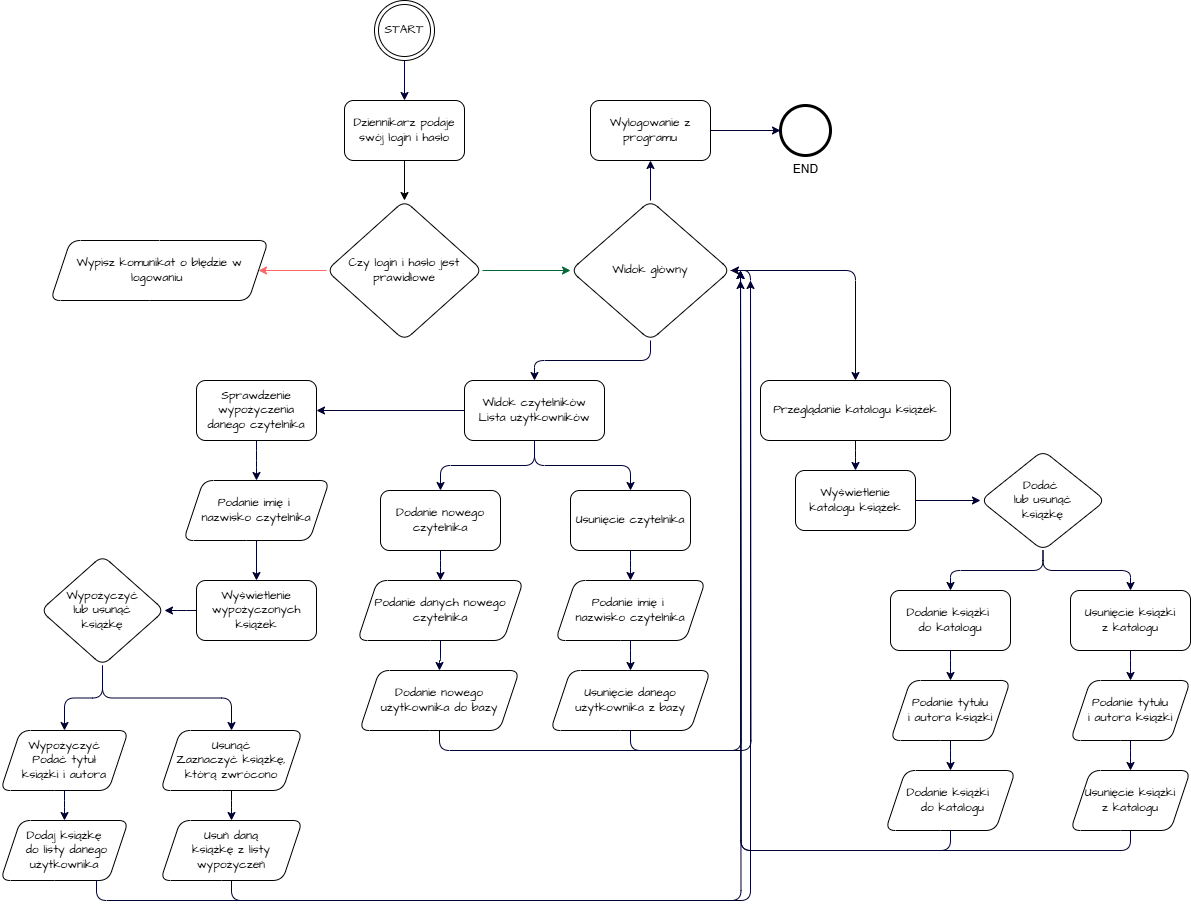 START
Dziennikarz podaje
swój login i hasło
Wylogowanie z
programu
END
Wypisz komunikat o błędzie w
logowaniu
Czy login i hasło jest
prawidłowe
Widok główny
Sprawdzenie
wypożyczenia
danego czytelnika
Widok czytelników
Lista użytkowników
Przeglądanie katalogu książek
Podanie imię i
nazwisko czytelnika
Dodanie nowego
czytelnika
Usunięcie czytelnika
Wyświetlenie
katalogu książek
Dodać
lub usunąć
książkę
Wypożyczyć
lub usunąć
książkę
Wyświetlenie
wypożyczonych
książek
Podanie danych nowego
czytelnika
Podanie imię i
nazwisko czytelnika
Dodanie książki
do katalogu
Usunięcie książki
z katalogu
Dodanie nowego
użytkownika do bazy
Usunięcie danego
użytkownika z bazy
Podanie tytułu
i autora książki
Podanie tytułu
i autora książki
Wypożyczyć
Podać tytuł
książki i autora
Usunąć
Zaznaczyć książkę,
którą zwrócono
Dodanie książki
do katalogu
Usunięcie książki
z katalogu
Dodaj książkę
do listy danego
użytkownika
Usuń daną
książkę z listy
wypożyczeń